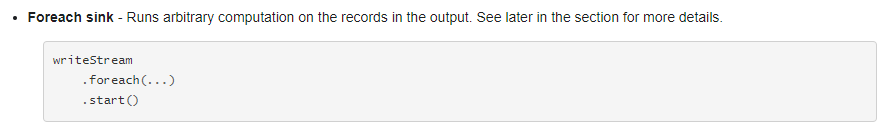 • Foreach sink - Runs arbitrary computation on the records in the output. See later in the section for more details.
writeStream
    .foreach(...)
    .start()